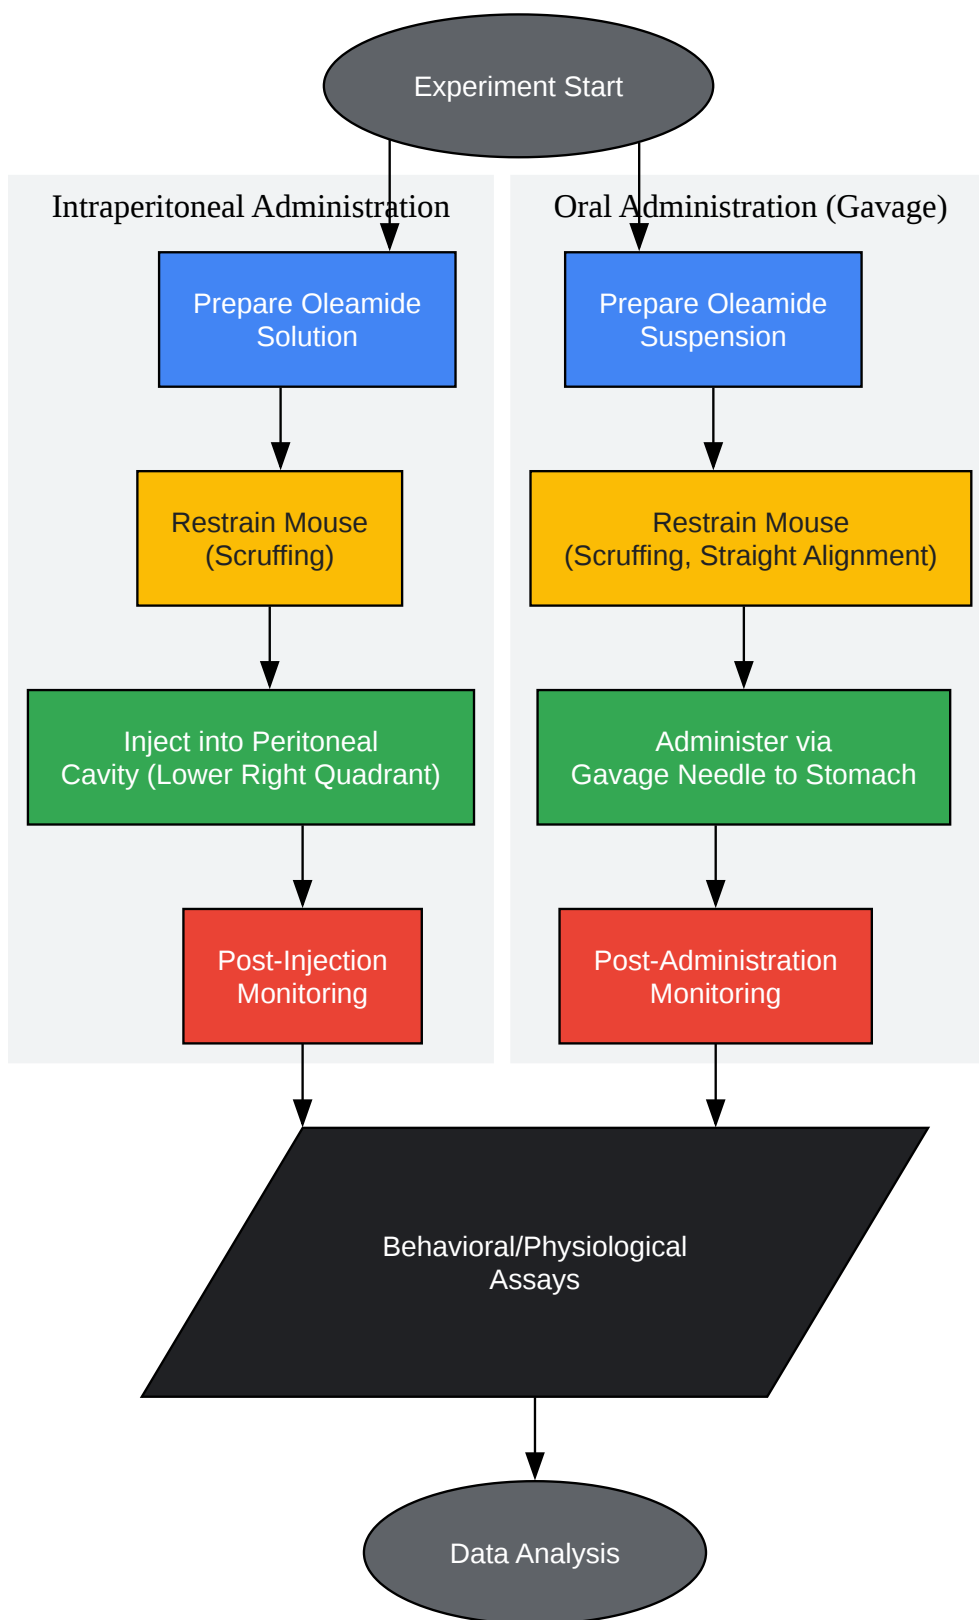 Experiment Start
Intraperitoneal Administration
Prepare Oleamide
Solution
Restrain Mouse
(Scruffing)
Inject into Peritoneal
Cavity (Lower Right Quadrant)
Post-Injection
Monitoring
Oral Administration (Gavage)
Prepare Oleamide
Suspension
Restrain Mouse
(Scruffing, Straight Alignment)
Administer via
Gavage Needle to Stomach
Post-Administration
Monitoring
Behavioral/Physiological
Assays
Data Analysis